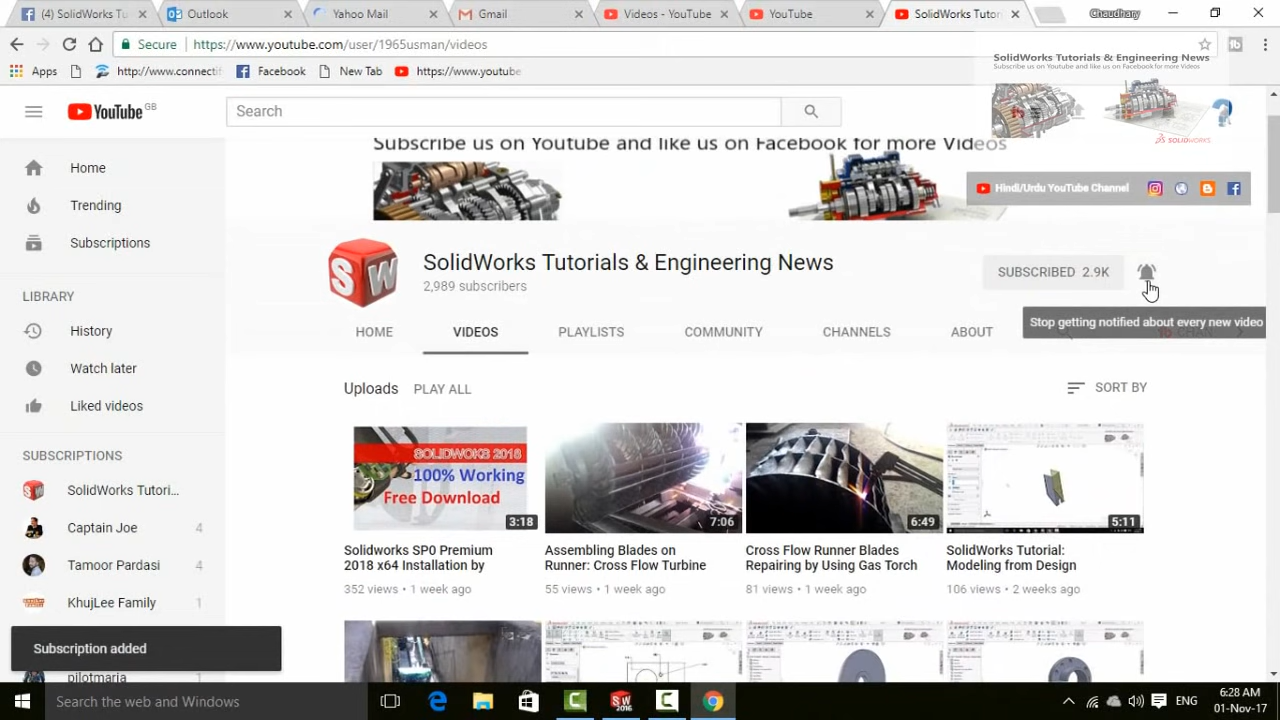 (4) SolidWorks Tu
Outlook
Yahoo Mail
Gmail
Videos - YouTube
YouTube
SolidWorks Tutor
Chaudhary
Secure
https://www.youtube.com/user/1965usman/videos
Apps
http://www.connectif
Facebook
New Tab
https://www.youtube
SolidWorks Tutorials & Engineering News
Subscribe us on Youtube and like us on Facebook for more Videos
SOLIDWORKS
YouTube GB
Search
Subscribe us on Youtube and like us on Facebook for more Videos
Hindi/Urdu YouTube Channel
Home
Trending
Subscriptions
LIBRARY
History
Watch later
Liked videos
SUBSCRIPTIONS
SolidWorks Tutori...
Captain Joe 4
Tamoor Pardasi 4
KhujLee Family 1
pilotmaria 1
Subscription added
SW
SolidWorks Tutorials & Engineering News
2,989 subscribers
SUBSCRIBED 2.9K
Stop getting notified about every new video
HOME
VIDEOS
PLAYLISTS
COMMUNITY
CHANNELS
ABOUT
Uploads
PLAY ALL
SORT BY
SOLIDWOKS 2018
100% Working
Free Download
3:18
7:06
6:49
5:11
Solidworks SP0 Premium
2018 x64 Installation by
352 views • 1 week ago
Assembling Blades on
Runner: Cross Flow Turbine
55 views • 1 week ago
Cross Flow Runner Blades
Repairing by Using Gas Torch
81 views • 1 week ago
SolidWorks Tutorial:
Modeling from Design
106 views • 2 weeks ago
Search the web and Windows
SW
2016
ENG
6:28 AM
01-Nov-17